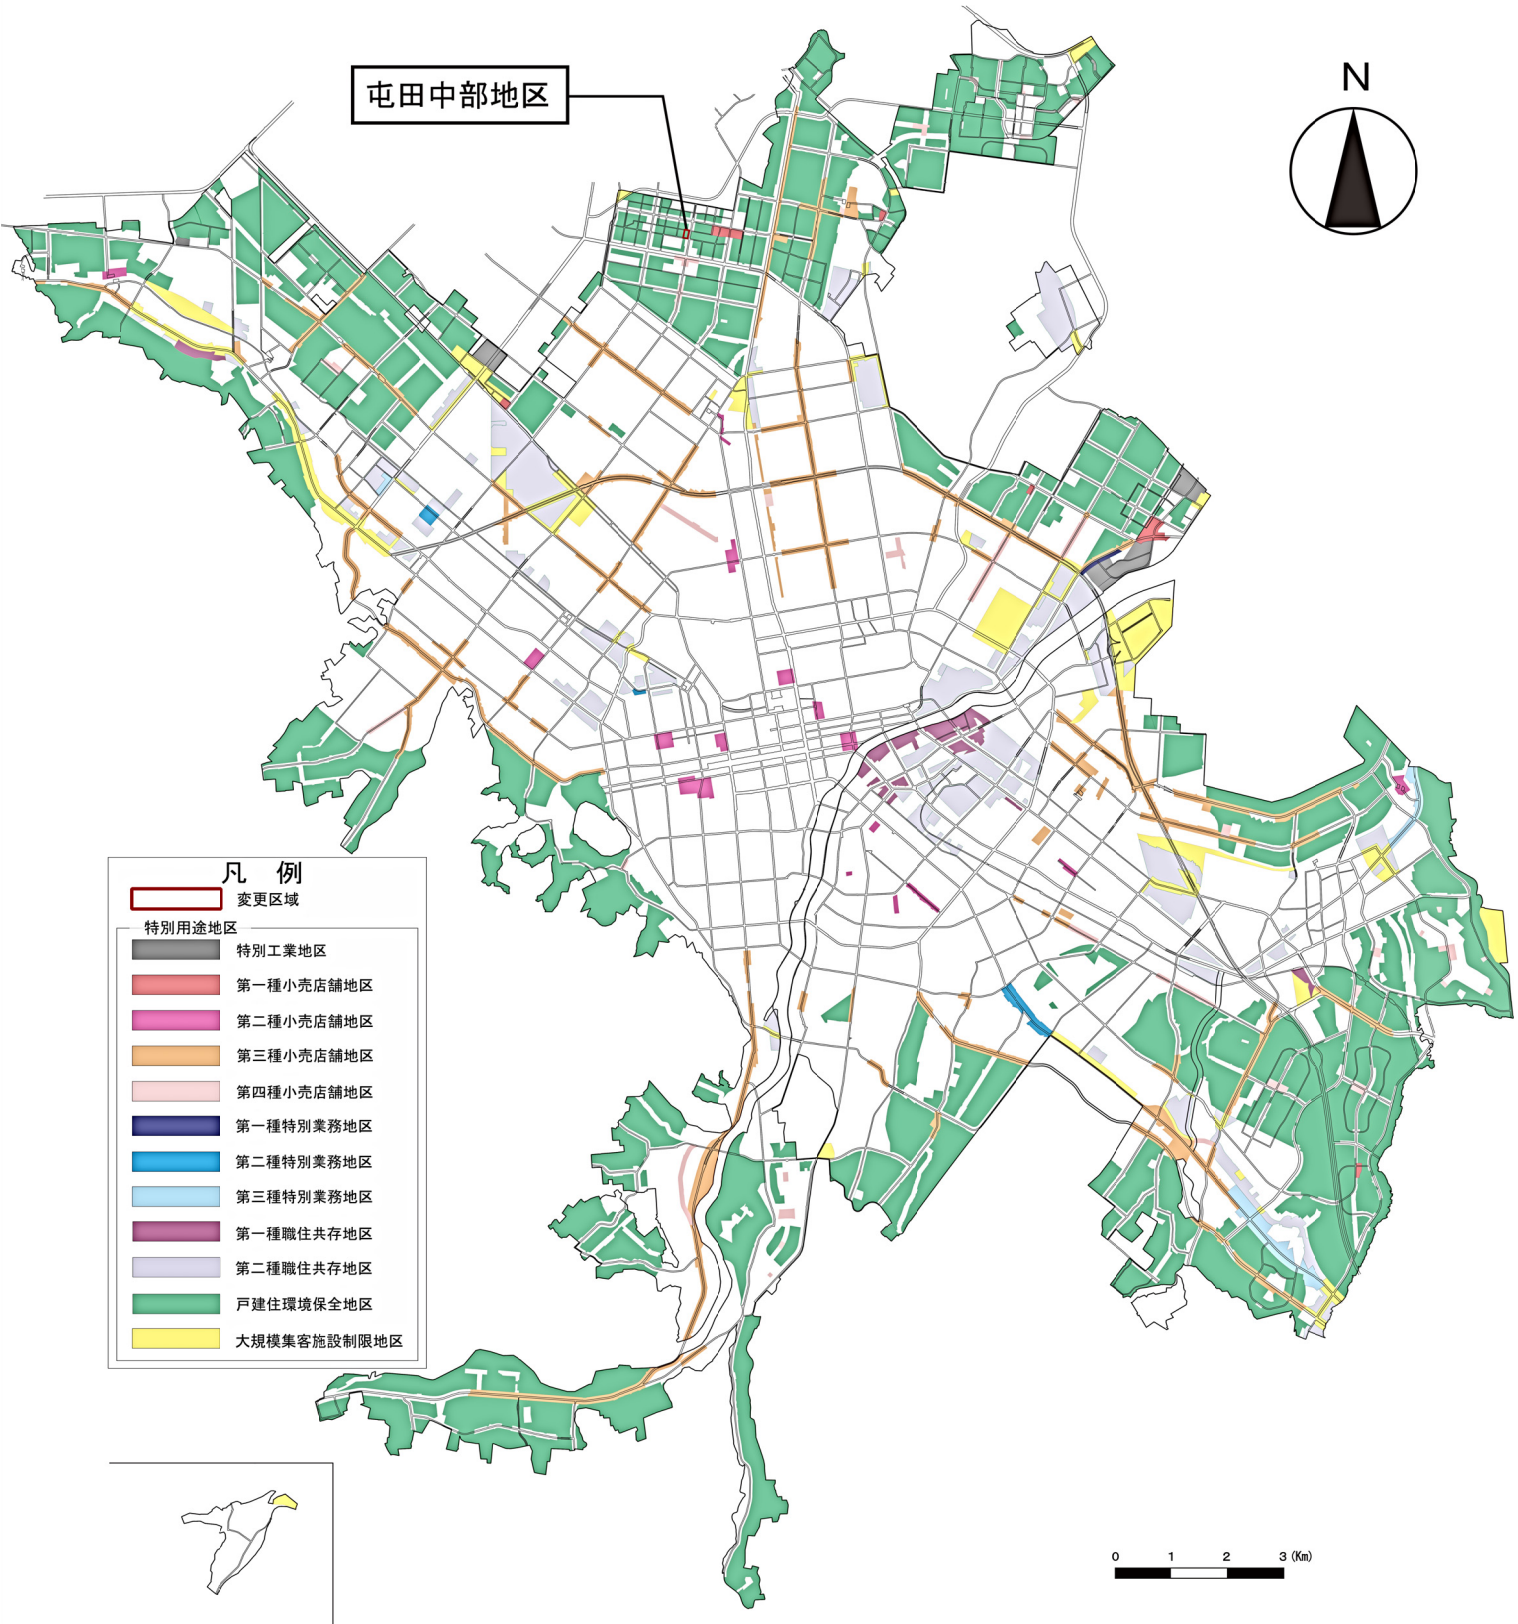 屯田中部地区
N
凡 例
変更区域
特別用途地区
特別工業地区
第一種小売店舗地区
第二種小売店舗地区
第三種小売店舗地区
第四種小売店舗地区
第一種特別業務地区
第二種特別業務地区
第三種特別業務地区
第一種職住共存地区
第二種職住共存地区
戸建住環境保全地区
大規模集客施設制限地区
0 1 2 3 (Km)